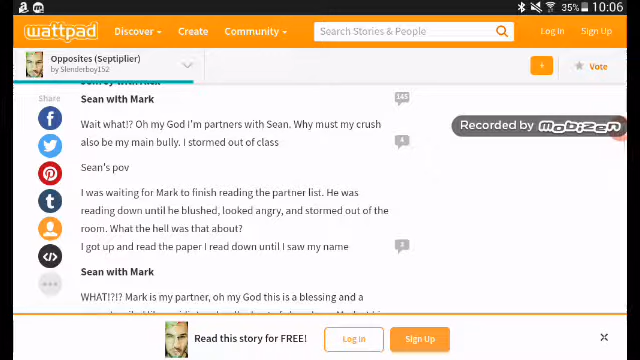 35% 10:06
wattpad Discover Create Community Search Stories & People Log In Sign Up
Opposites (Septiplier)
by Slenderboy152
+ Vote
Share
Sean with Mark 145
Wait what!? Oh my God I'm partners with Sean. Why must my crush
also be my main bully. I stormed out of class 4
Recorded by mobizen
Sean's pov
I was waiting for Mark to finish reading the partner list. He was
reading down until he blushed, looked angry, and stormed out of the
room. What the hell was that about?
I got up and read the paper I read down until I saw my name 3
Sean with Mark
WHAT!?!? Mark is my partner, oh my God this is a blessing and a
Read this story for FREE! Log In Sign Up